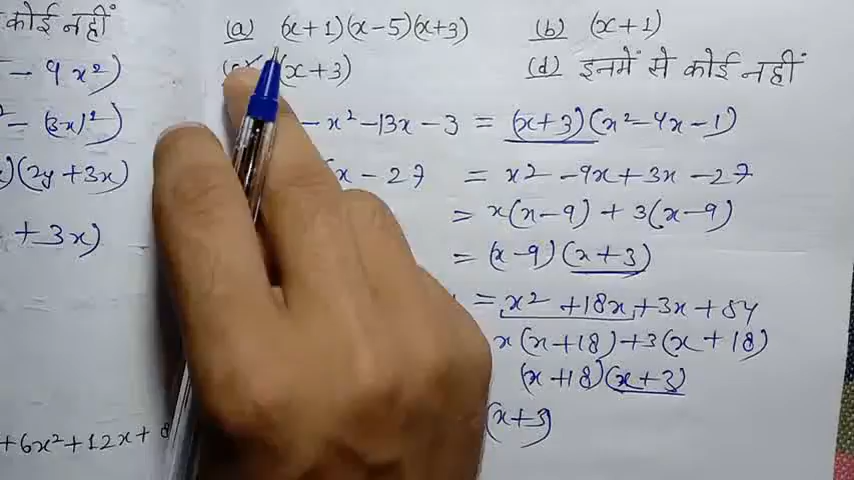 कोई नहीं
- 9x²)
² - (3x)²)
)(2y + 3x)
+ 3x)
+ 6x² + 12x + 8
(a) (x+1)(x-5)(x+3) (b) (x+1)
(x+3) (d) इनमें से कोई नहीं
- x² - 13x - 3 = (x+3)(x² - 4x - 1)
x - 27 = x² - 9x + 3x - 27
= x(x-9) + 3(x-9)
= (x-9)(x+3)
= x² + 18x + 3x + 54
x(x+18) + 3(x+18)
(x+18)(x+3)
(x+3)